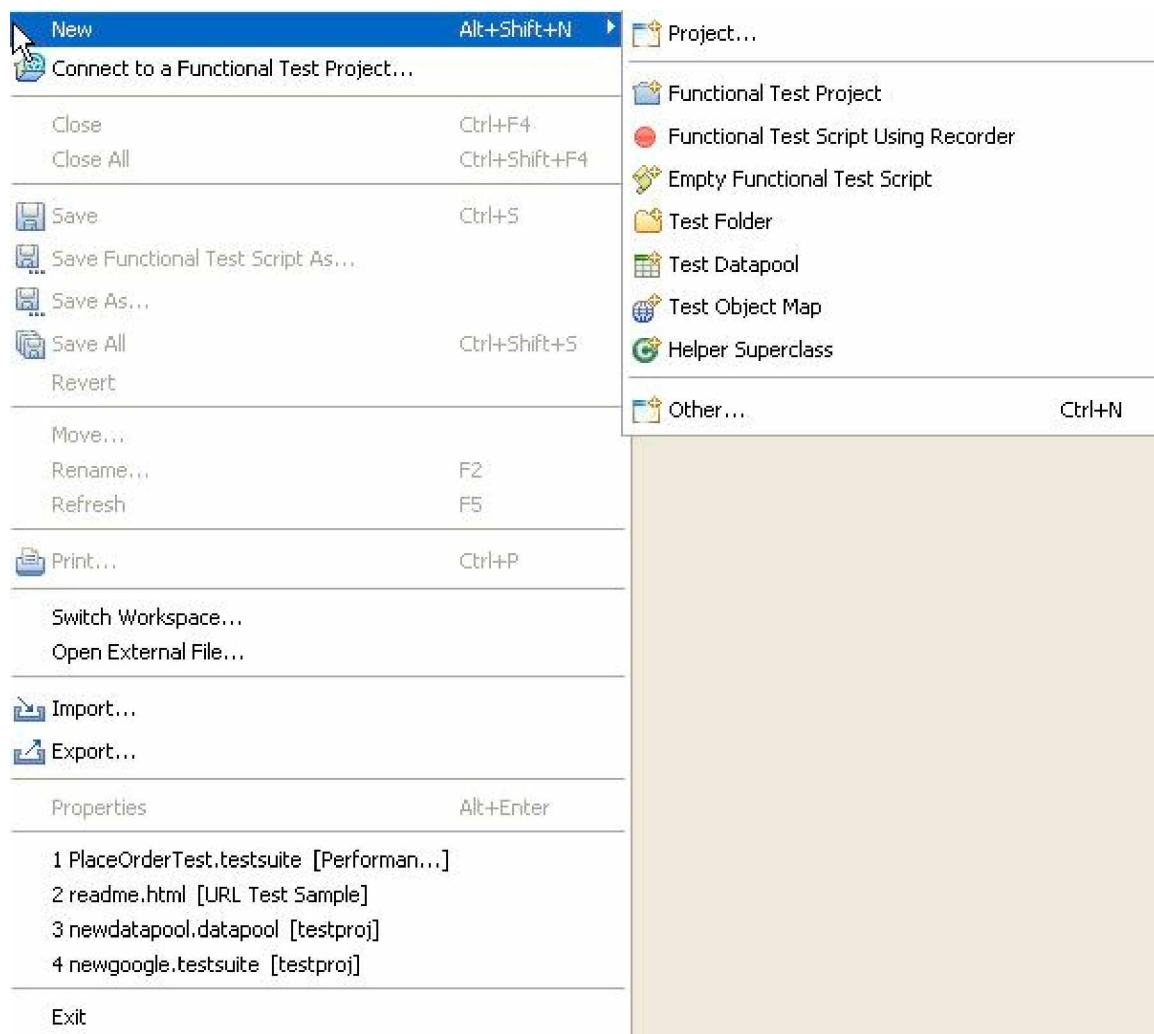 New Alt+Shift+N
Connect to a Functional Test Project...
Close Ctrl+F4
Close All Ctrl+Shift+F4
Save Ctrl+S
Save Functional Test Script As...
Save As...
Save All Ctrl+Shift+S
Revert
Move...
Rename... F2
Refresh F5
Print... Ctrl+P
Switch Workspace...
Open External File...
Import...
Export...
Properties Alt+Enter
1 PlaceOrderTest.testsuite [Performan...]
2 readme.html [URL Test Sample]
3 newdatapool.datapool [testproj]
4 newgoogle.testsuite [testproj]
Exit
Project...
Functional Test Project
Functional Test Script Using Recorder
Empty Functional Test Script
Test Folder
Test Datapool
Test Object Map
Helper Superclass
Other... Ctrl+N